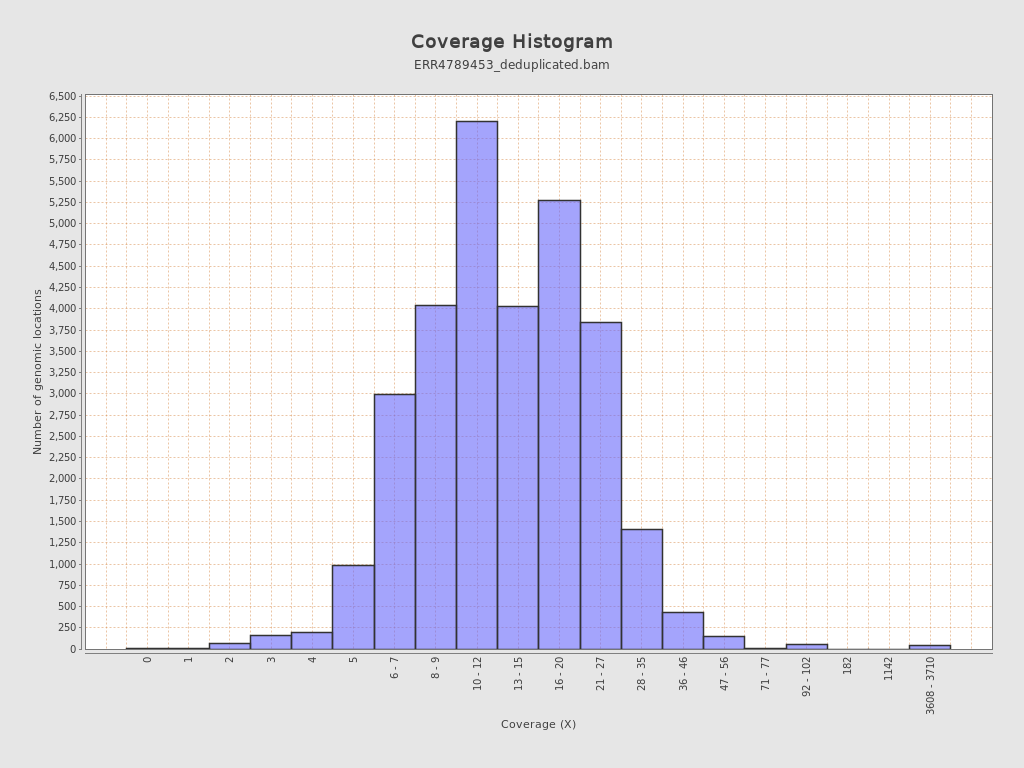 Coverage Histogram
ERR4789453_deduplicated.bam
Number of genomic locations
6,500
6,250
6,000
5,750
5,500
5,250
5,000
4,750
4,500
4,250
4,000
3,750
3,500
3,250
3,000
2,750
2,500
2,250
2,000
1,750
1,500
1,250
1,000
750
500
250
0
0
1
2
3
4
5
6 - 7
8 - 9
10 - 12
13 - 15
16 - 20
21 - 27
28 - 35
36 - 46
47 - 56
71 - 77
92 - 102
182
1142
3608 - 3710
Coverage (X)